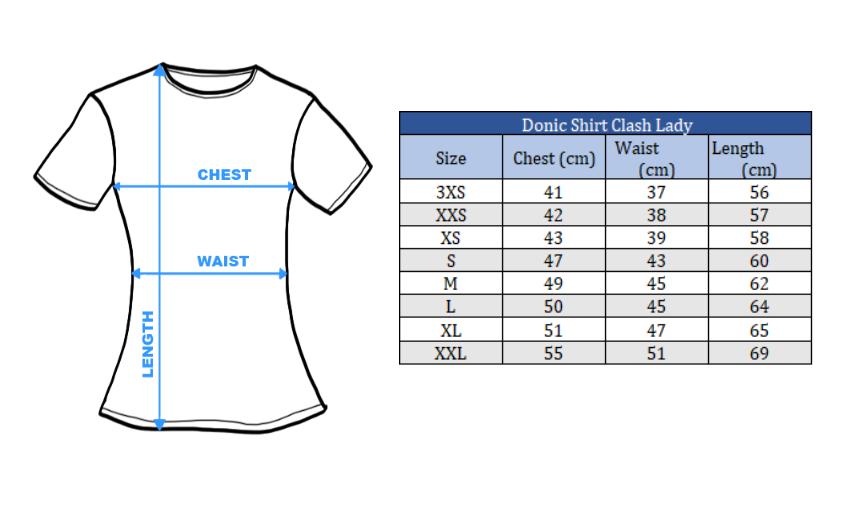 CHEST
WAIST
LENGTH
Donic Shirt Clash Lady
Size Chest (cm) Waist (cm) Length (cm)
3XS 41 37 56
XXS 42 38 57
XS 43 39 58
S 47 43 60
M 49 45 62
L 50 45 64
XL 51 47 65
XXL 55 51 69